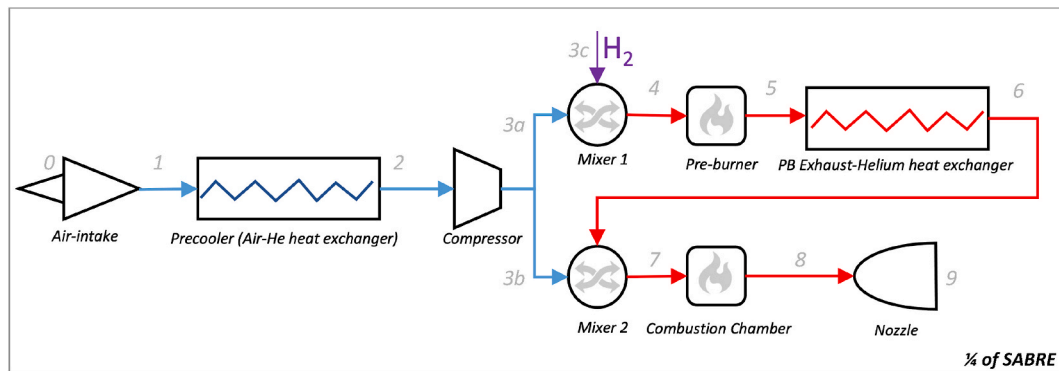 3c H₂
4 5 6
3a
Mixer 1 Pre-burner PB Exhaust-Helium heat exchanger
0 1 2
Air-intake Precooler (Air-He heat exchanger) Compressor
3b 7 8 9
Mixer 2 Combustion Chamber Nozzle
¼ of SABRE